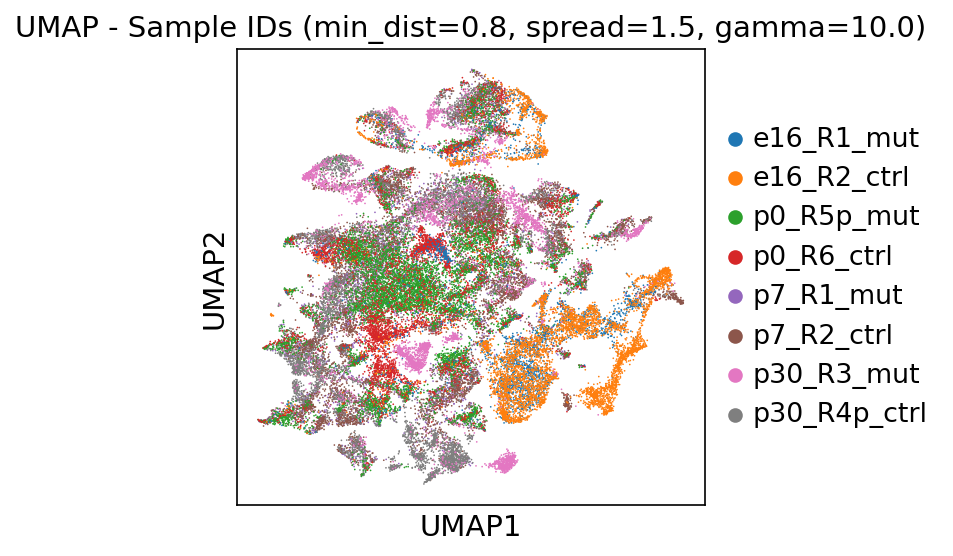 UMAP - Sample IDs (min_dist=0.8, spread=1.5, gamma=10.0)
UMAP2
e16_R1_mut
e16_R2_ctrl
p0_R5p_mut
p0_R6_ctrl
p7_R1_mut
p7_R2_ctrl
p30_R3_mut
p30_R4p_ctrl
UMAP1